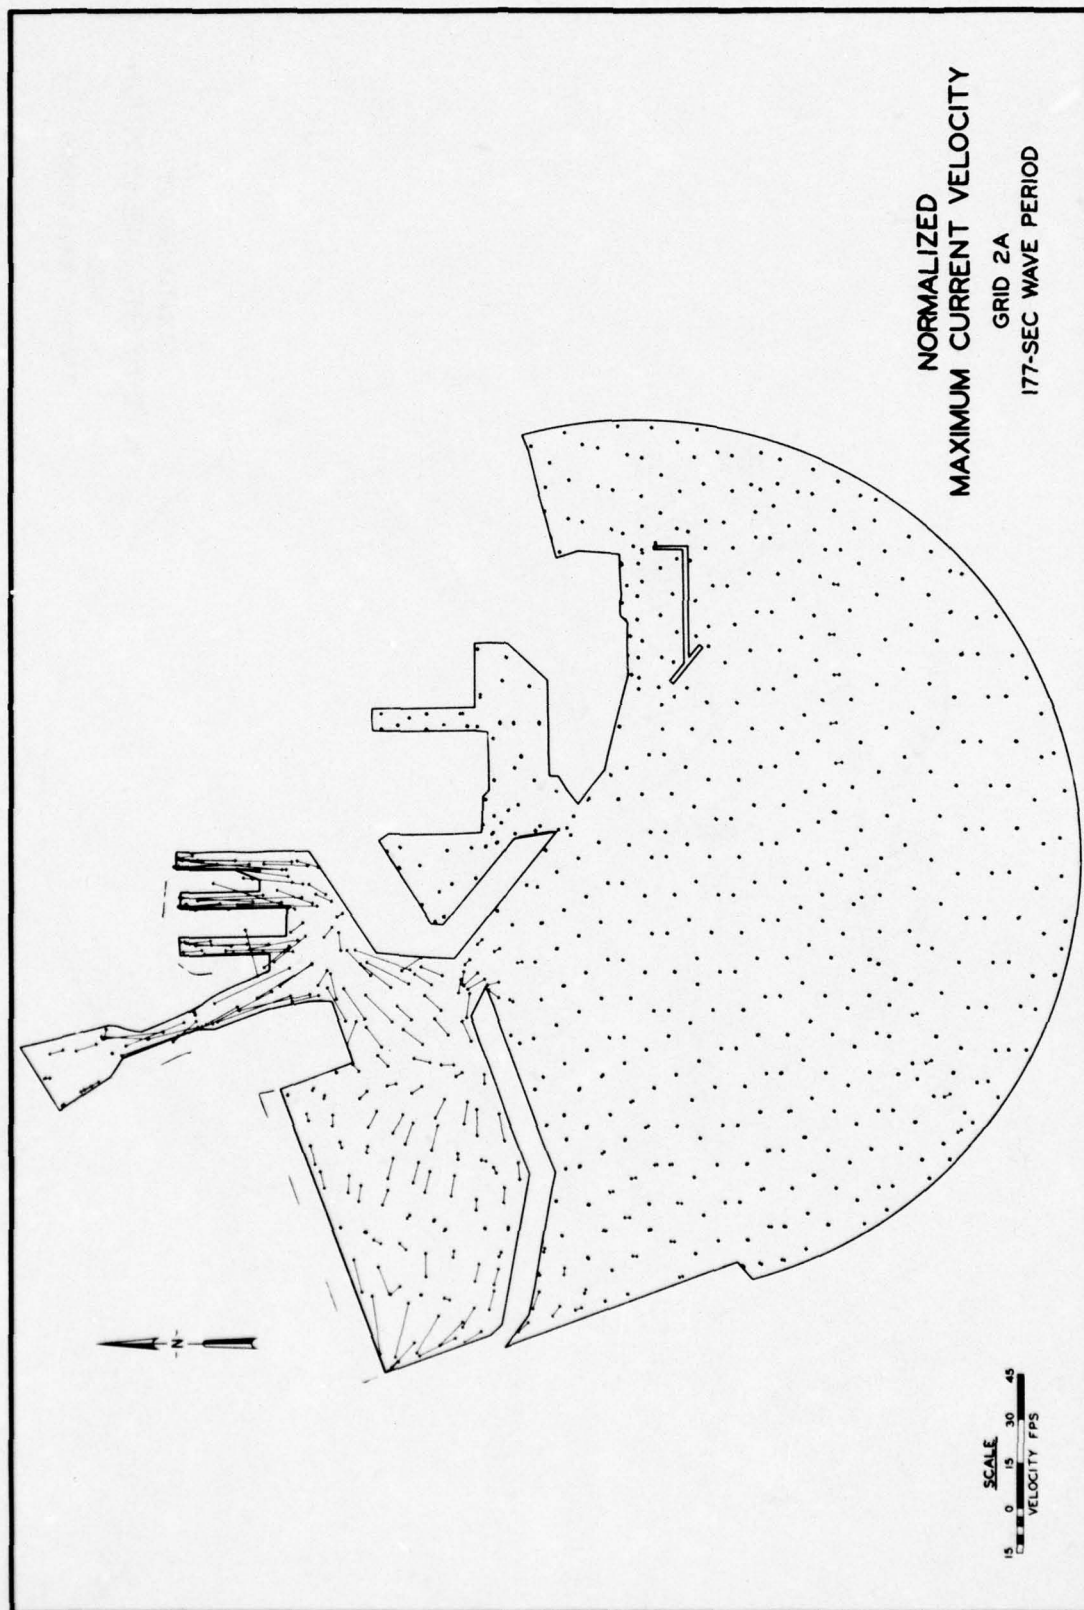 NORMALIZED
MAXIMUM CURRENT VELOCITY
GRID 2A
177-SEC WAVE PERIOD
N
SCALE
15 0 15 30 45
VELOCITY FPS